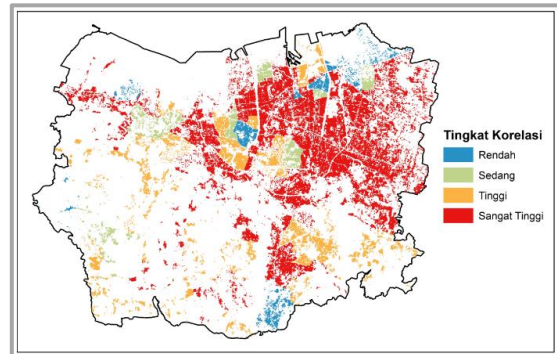 Tingkat Korelasi
Rendah
Sedang
Tinggi
Sangat Tinggi